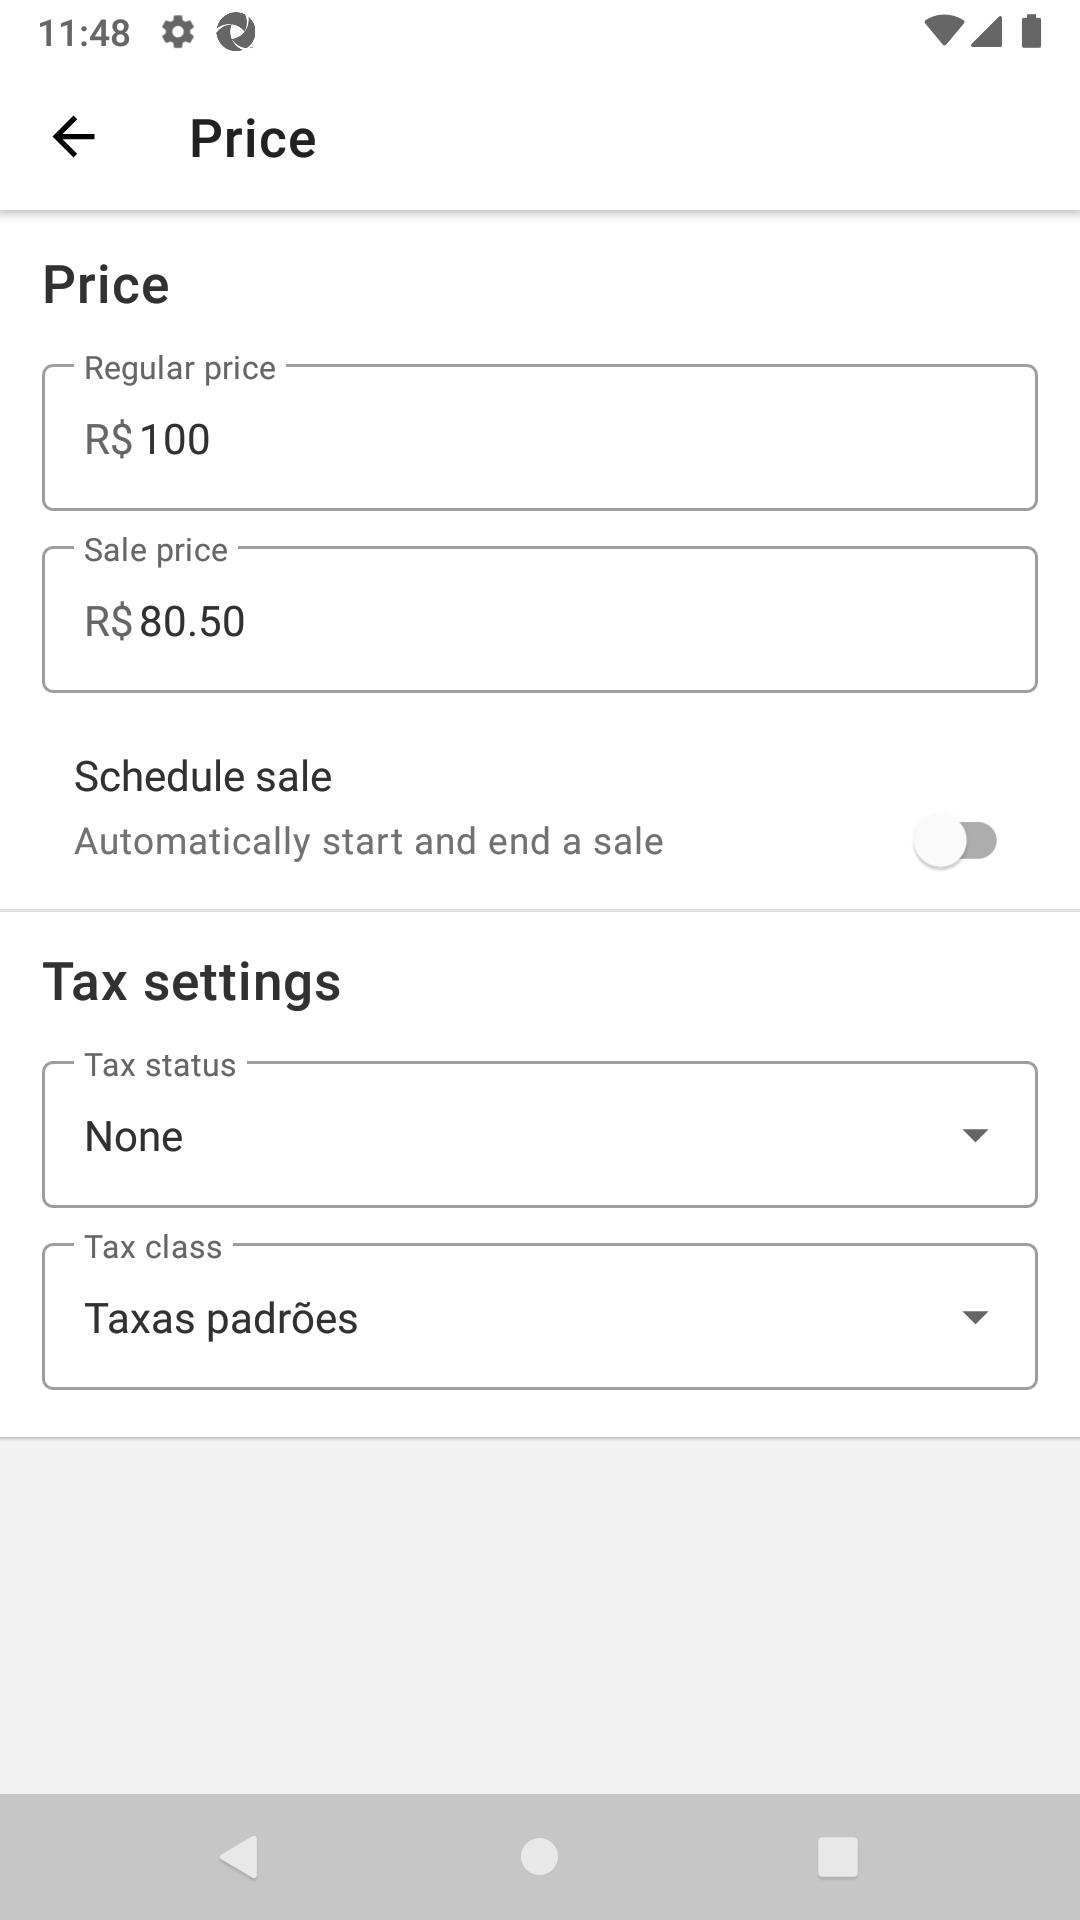 11:48
Price
Price
Regular price
R$ 100
Sale price
R$ 80.50
Schedule sale
Automatically start and end a sale
Tax settings
Tax status
None
Tax class
Taxas padrões